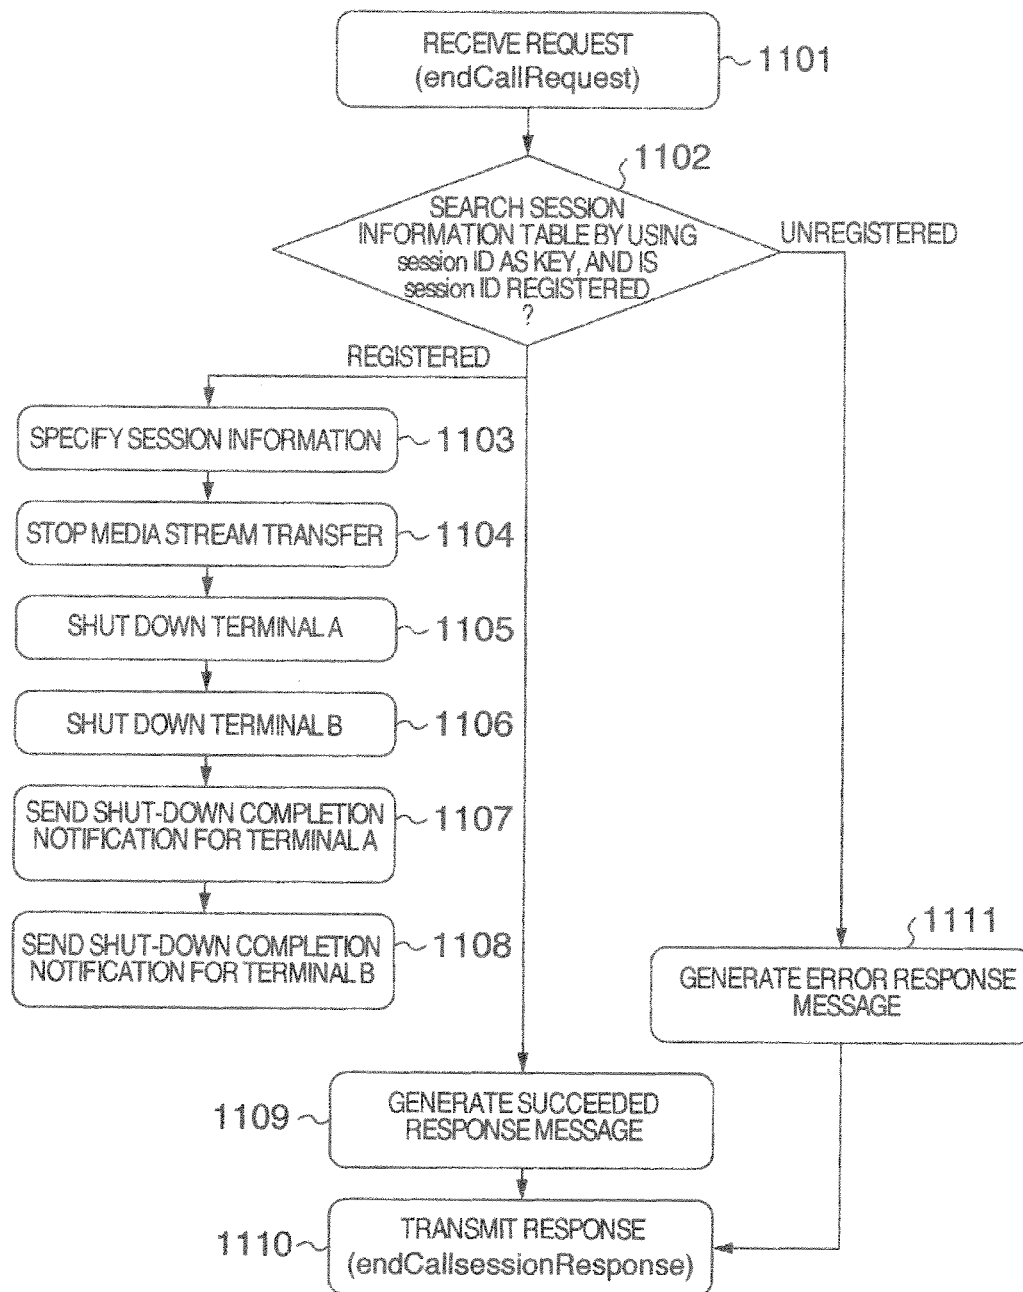 RECEIVE REQUEST
(endCallRequest)
1101
1102
SEARCH SESSION
INFORMATION TABLE BY USING
session ID AS KEY, AND IS
session ID REGISTERED
?
UNREGISTERED
REGISTERED
SPECIFY SESSION INFORMATION
1103
STOP MEDIA STREAM TRANSFER
1104
SHUT DOWN TERMINAL A
1105
SHUT DOWN TERMINAL B
1106
SEND SHUT-DOWN COMPLETION
NOTIFICATION FOR TERMINAL A
1107
SEND SHUT-DOWN COMPLETION
NOTIFICATION FOR TERMINAL B
1108
1111
GENERATE ERROR RESPONSE
MESSAGE
1109
GENERATE SUCCEEDED
RESPONSE MESSAGE
1110
TRANSMIT RESPONSE
(endCallsessionResponse)